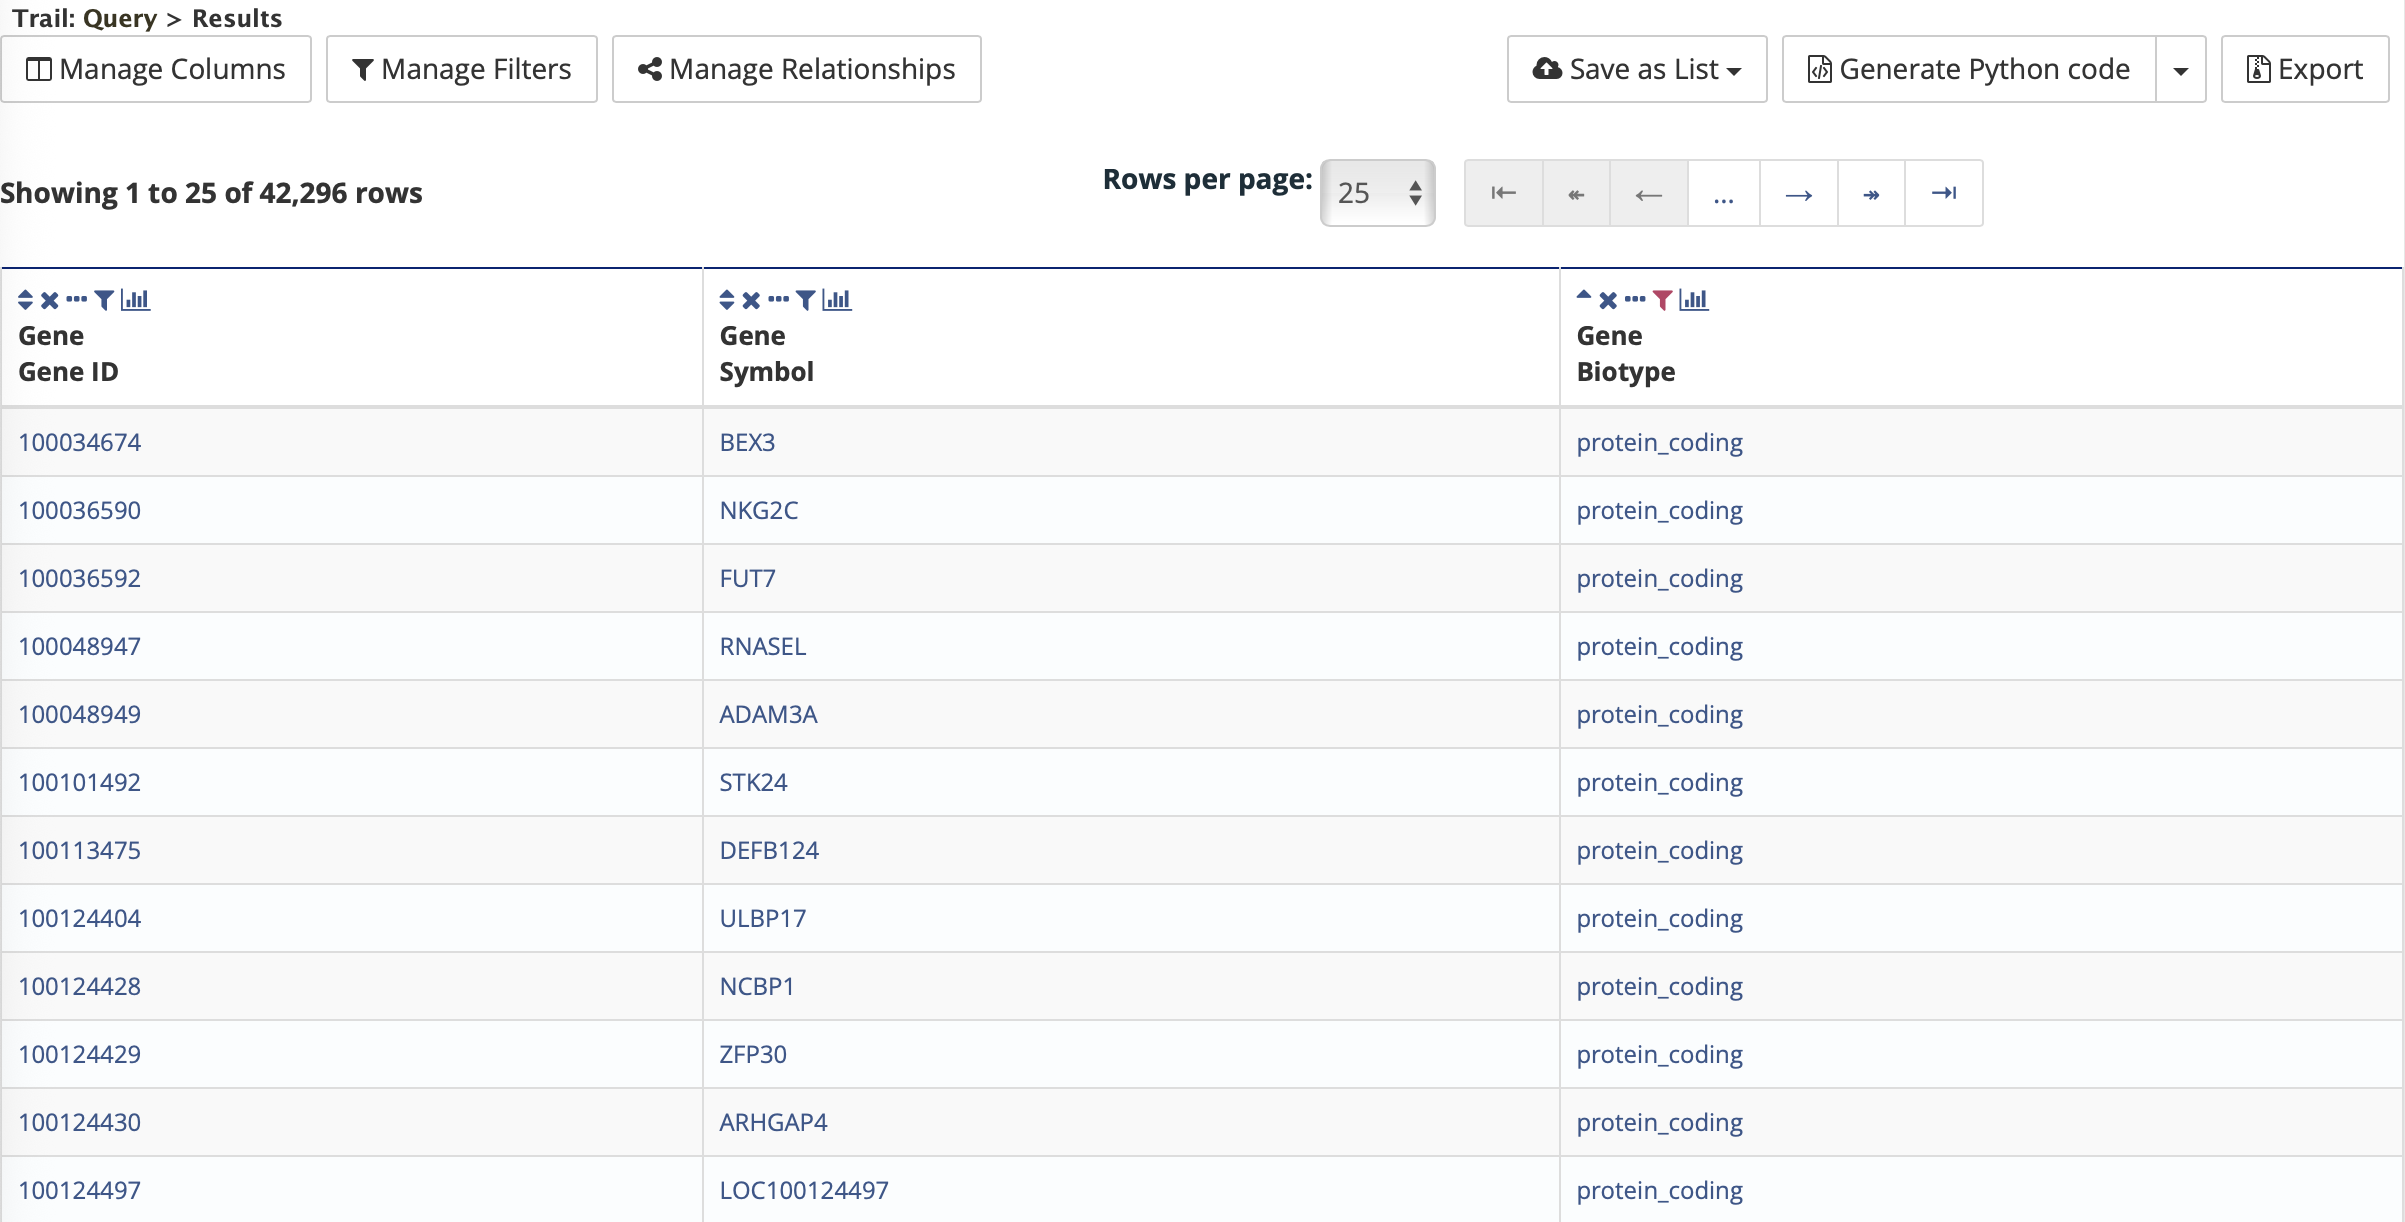 Trail: Query > Results
Manage Columns Manage Filters Manage Relationships Save as List Generate Python code Export
Showing 1 to 25 of 42,296 rows Rows per page: 25 ...
Gene Gene Gene
Gene ID Symbol Biotype
100034674 BEX3 protein_coding
100036590 NKG2C protein_coding
100036592 FUT7 protein_coding
100048947 RNASEL protein_coding
100048949 ADAM3A protein_coding
100101492 STK24 protein_coding
100113475 DEFB124 protein_coding
100124404 ULBP17 protein_coding
100124428 NCBP1 protein_coding
100124429 ZFP30 protein_coding
100124430 ARHGAP4 protein_coding
100124497 LOC100124497 protein_coding